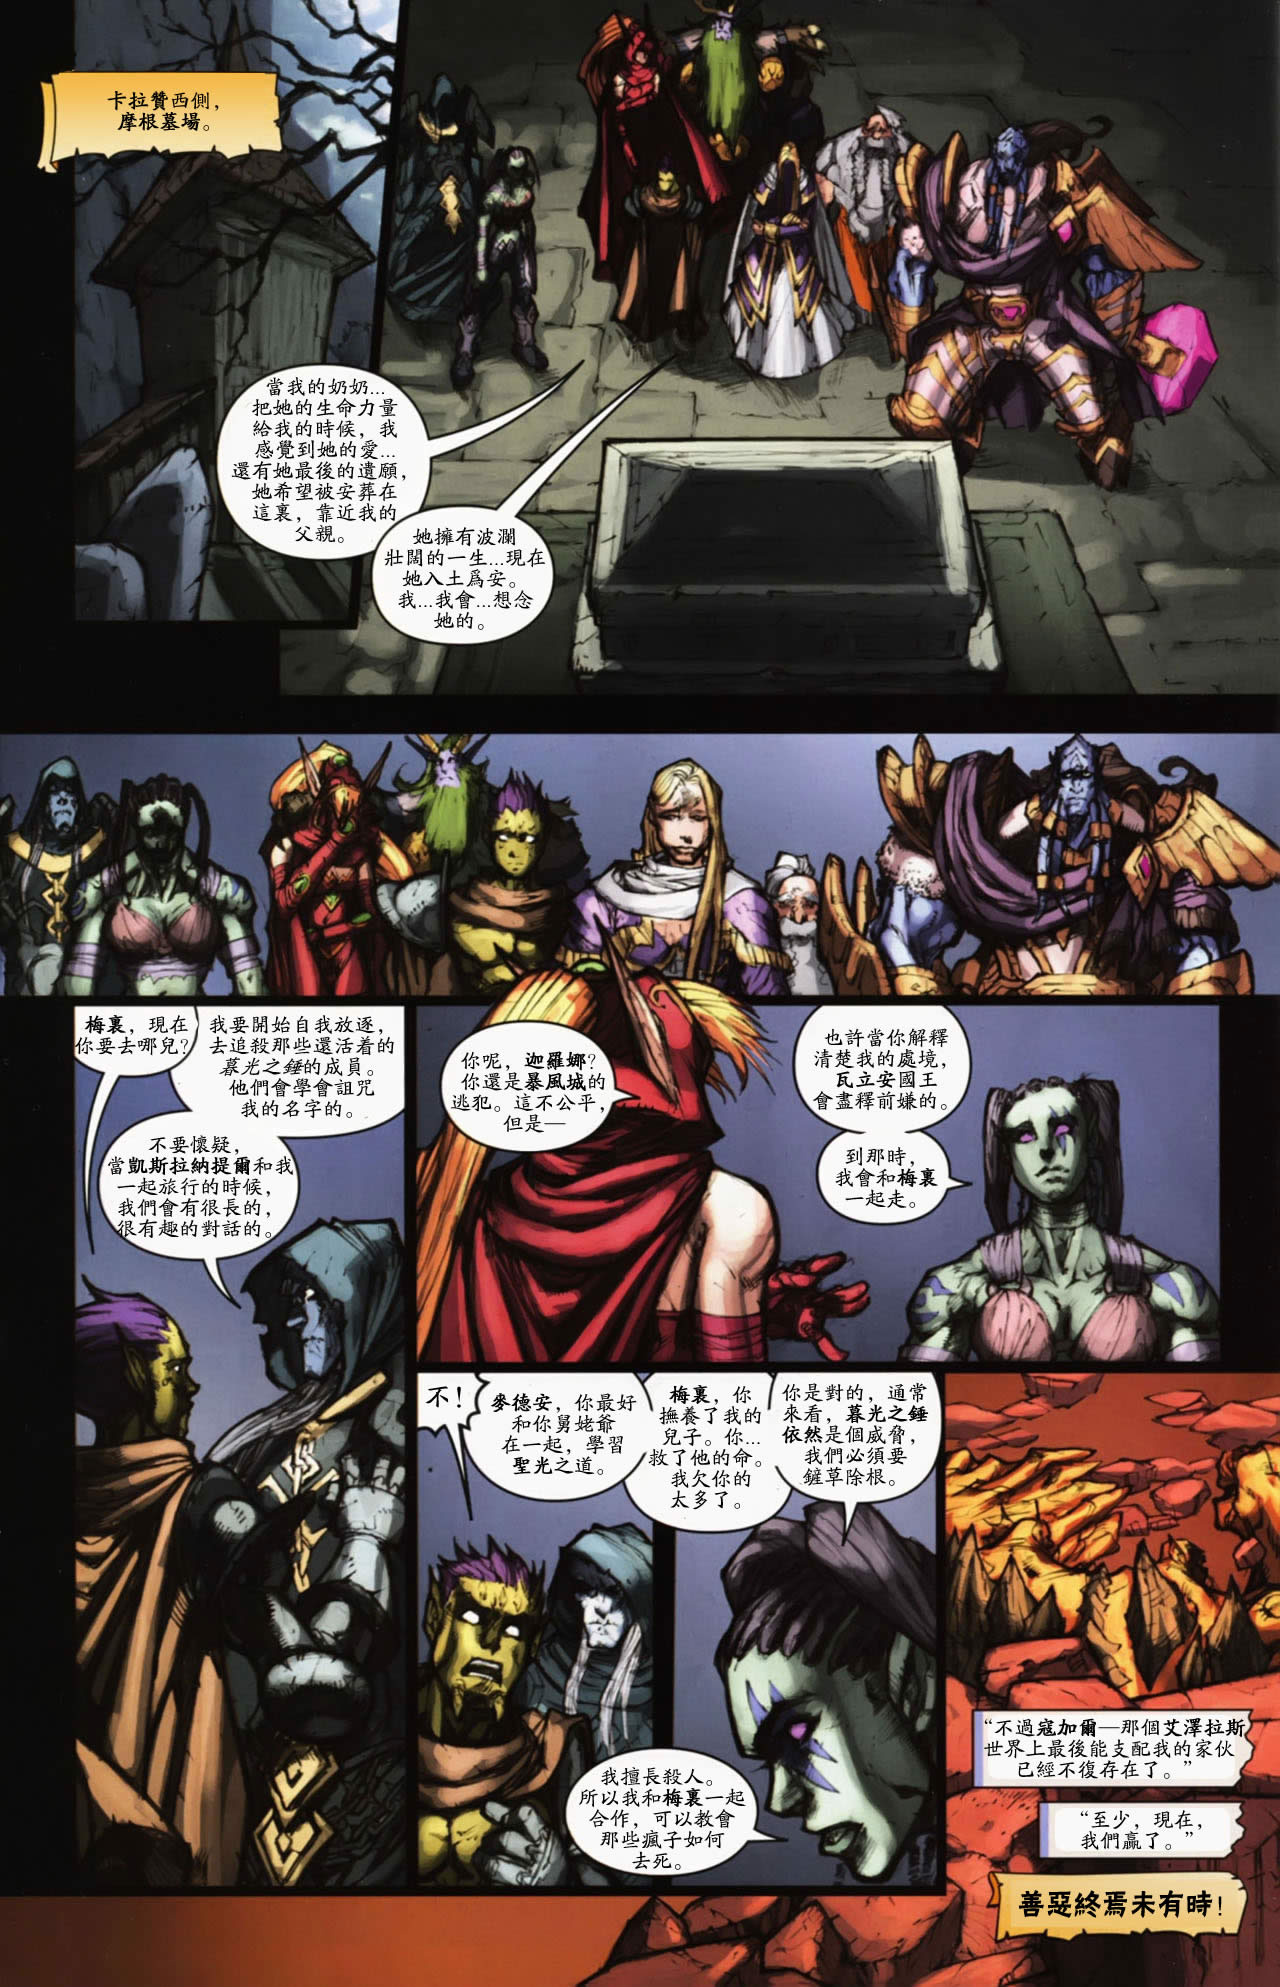 卡拉贊西側，
摩根墓場。
當我的奶奶...
把她的生命力量
給我的時候，我
感覺到她的愛...
還有她最後的遺願，
她希望被安葬在
這裏，靠近我的
父親。
她擁有波瀾
壯闊的一生...現在
她入土爲安。
我...我會...想念
她的。
梅裏，現在
你要去哪兒？
我要開始自我放逐，
去追殺那些還活着的
暮光之錘的成員。
他們會學會詛咒
我的名字的。
不要懷疑，
當凱斯拉納提爾和我
一起旅行的時候，
我們會有很長的，
很有趣的對話的。
你呢，迦羅娜？
你還是暴風城的
逃犯。這不公平，
但是—
也許當你解釋
清楚我的處境，
瓦立安國王
會盡釋前嫌的。
到那時，
我會和梅裏
一起走。
不！
麥德安，你最好
和你舅姥爺
在一起，學習
聖光之道。
梅裏，你
撫養了我的
兒子。你...
救了他的命。
我欠你的
太多了。
你是對的，通常
來看，暮光之錘
依然是個威脅，
我們必須要
鏟草除根。
我擅長殺人。
所以我和梅裏一起
合作，可以教會
那些瘋子如何
去死。
“不過寇加爾—那個艾澤拉斯
世界上最後能支配我的家伙
已經不復存在了。”
“至少，現在，
我們贏了。”
善惡終焉未有時！